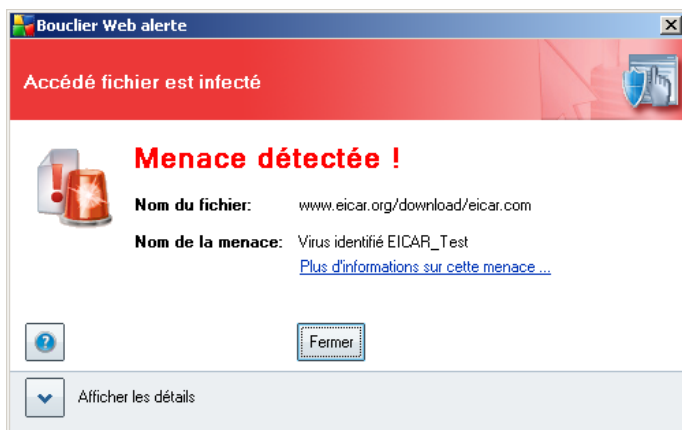 Bouclier Web alerte
Accédé fichier est infecté
Menace détectée !
Nom du fichier: www.eicar.org/download/eicar.com
Nom de la menace: Virus identifié EICAR_Test
Plus d'informations sur cette menace ...
Fermer
Afficher les détails